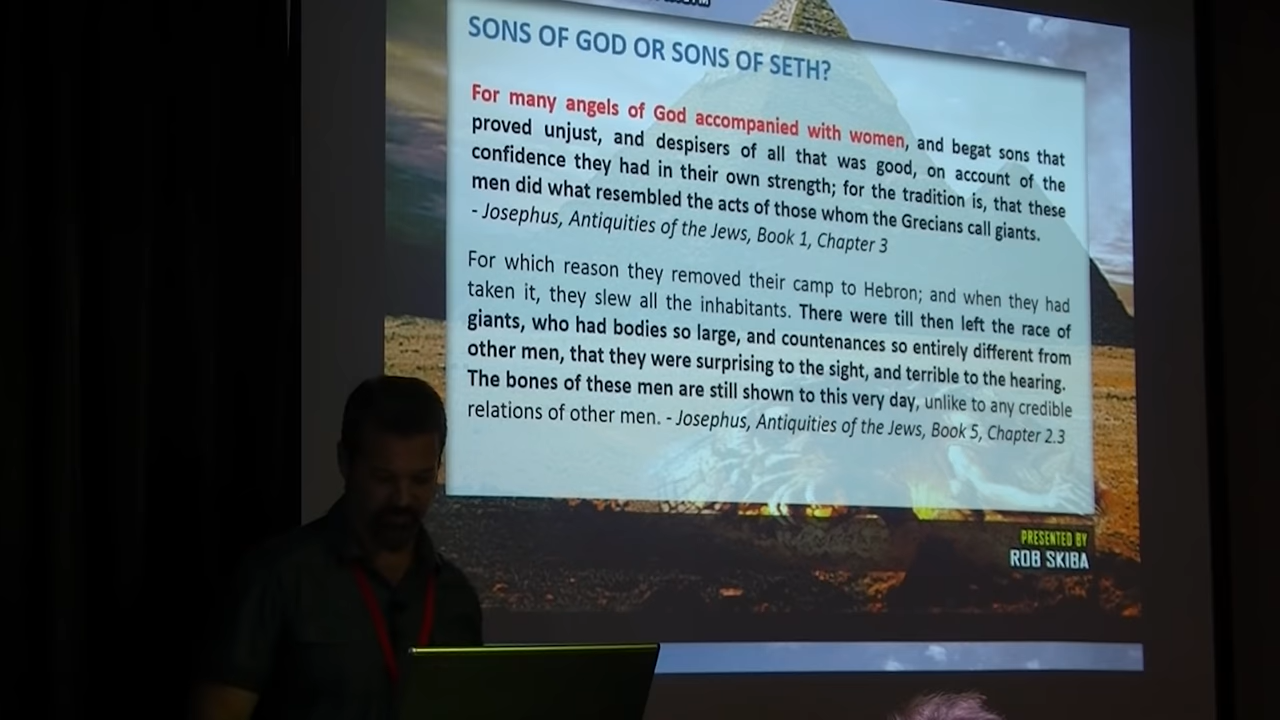 SONS OF GOD OR SONS OF SETH?
For many angels of God accompanied with women, and begat sons that
proved unjust, and despisers of all that was good, on account of the
confidence they had in their own strength; for the tradition is, that these
men did what resembled the acts of those whom the Grecians call giants.
- Josephus, Antiquities of the Jews, Book 1, Chapter 3
For which reason they removed their camp to Hebron; and when they had
taken it, they slew all the inhabitants. There were till then left the race of
giants, who had bodies so large, and countenances so entirely different from
other men, that they were surprising to the sight, and terrible to the hearing.
The bones of these men are still shown to this very day, unlike to any credible
relations of other men. - Josephus, Antiquities of the Jews, Book 5, Chapter 2.3
PRESENTED BY
ROB SKIBA